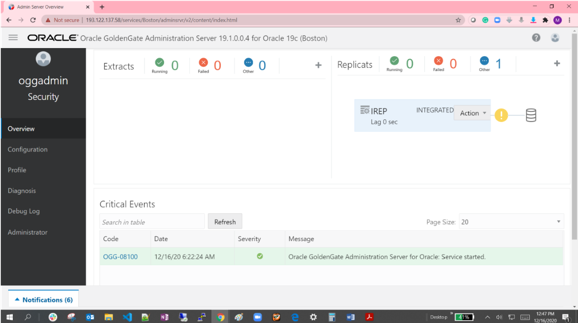 Admin Server Overview
Not secure | 193.122.137.58/services/Boston/adminsrvr/v2/content/index.html
ORACLE® Oracle GoldenGate Administration Server 19.1.0.0.4 for Oracle 19c (Boston)
oggadmin
Security
Overview
Configuration
Profile
Diagnosis
Debug Log
Administrator
Extracts
Running 0
Failed 0
Other 0
Replicats
Running 0
Failed 0
Other 1
IREP
INTEGRATED
Action
Lag 0 sec
Critical Events
Search in table
Refresh
Page Size: 20
Code Date Severity Message
OGG-08100 12/16/20 6:22:24 AM Oracle GoldenGate Administration Server for Oracle: Service started.
Notifications (6)
Desktop
12:47 PM
12/16/2020